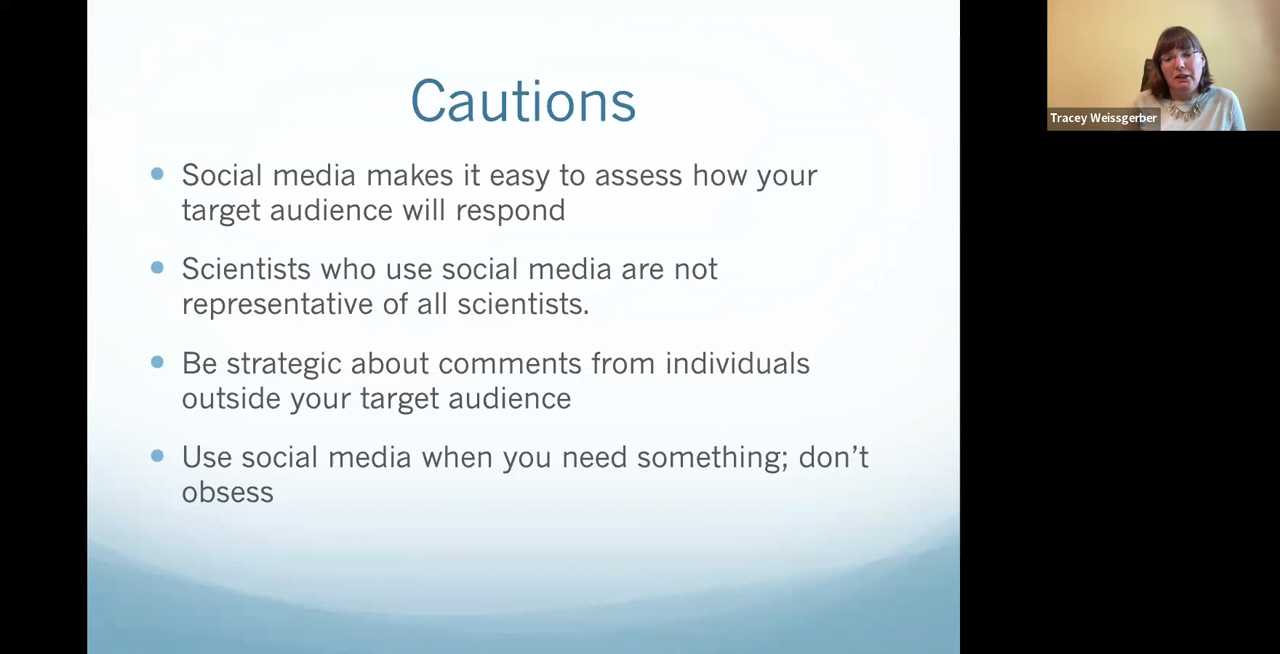 Cautions
Social media makes it easy to assess how your
target audience will respond
Scientists who use social media are not
representative of all scientists.
Be strategic about comments from individuals
outside your target audience
Use social media when you need something; don’t
obsess
Tracey Weissgerber